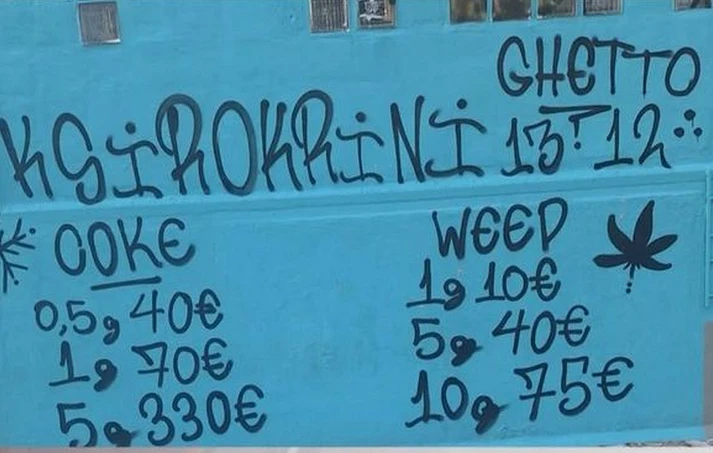 GHETTO
KSiROKRiNi 13 12
COKE
0,5g 40€
1g 70€
5g 330€
WEED
1g 10€
5g 40€
10g 75€